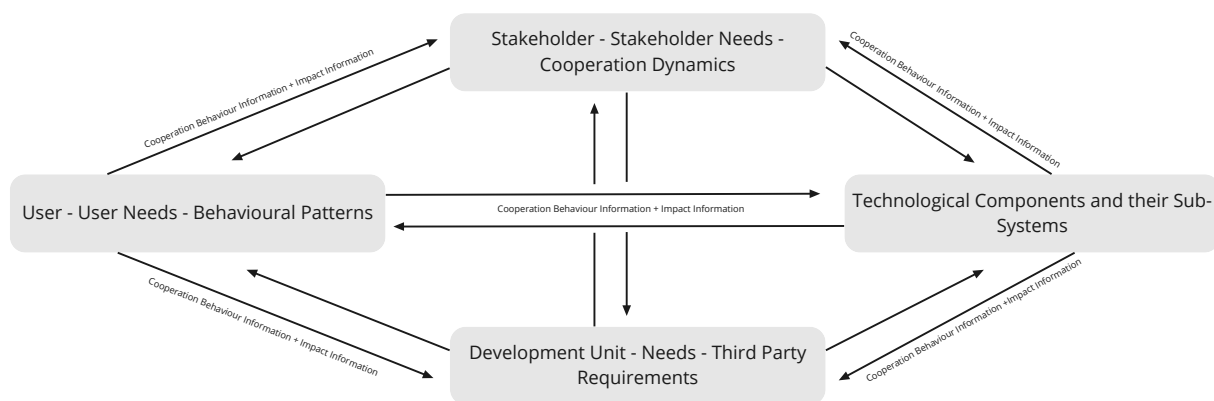 Stakeholder - Stakeholder Needs -
Cooperation Dynamics
Cooperation Behaviour Information + Impact Information
Cooperation Behaviour Information + Impact Information
User - User Needs - Behavioural Patterns
Cooperation Behaviour Information + Impact Information
Technological Components and their Sub-
Systems
Cooperation Behaviour Information + Impact Information
Cooperation Behaviour Information +Impact Information
Development Unit - Needs - Third Party
Requirements